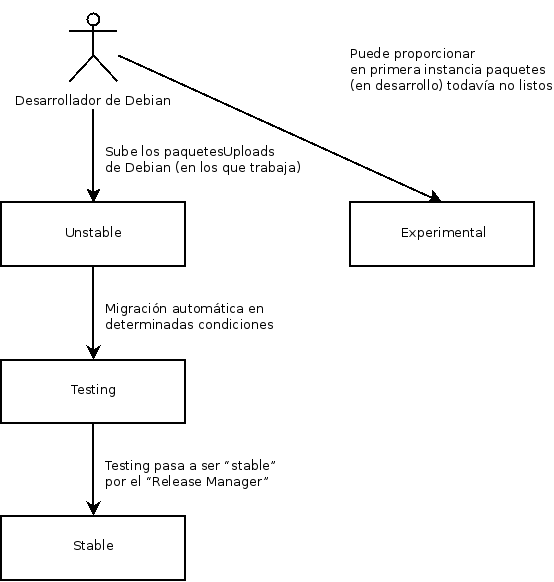 Puede proporcionar
en primera instancia paquetes
(en desarrollo) todavía no listos
Desarrollador de Debian
Sube los paquetesUploads
de Debian (en los que trabaja)
Unstable
Experimental
Migración automática en
determinadas condiciones
Testing
Testing pasa a ser “stable”
por el “Release Manager”
Stable